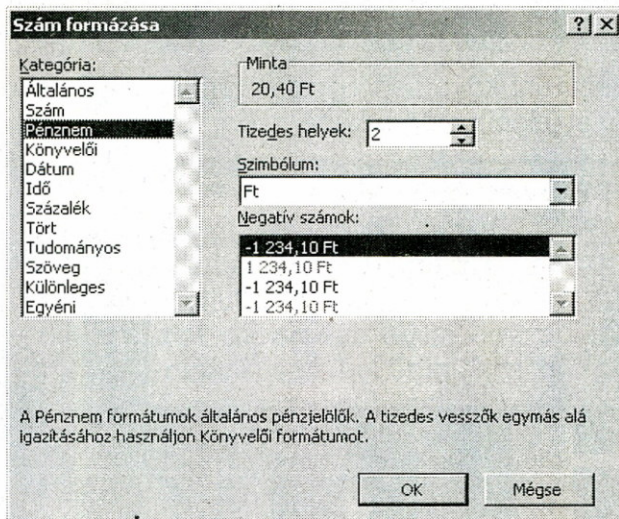 Szám formázása
Kategória:
Általános
Szám
Pénznem
Könyvelői
Dátum
Idő
Százalék
Tört
Tudományos
Szöveg
Különleges
Egyéni
Minta
20,40 Ft
Tizedes helyek: 2
Szimbólum:
Ft
Negatív számok:
-1 234,10 Ft
1 234,10 Ft
-1 234,10 Ft
-1 234,10 Ft
A Pénznem formátumok általános pénzjelölők. A tizedes vesszők egymás alá
igazításához használjon Könyvelői formátumot.
OK
Mégse